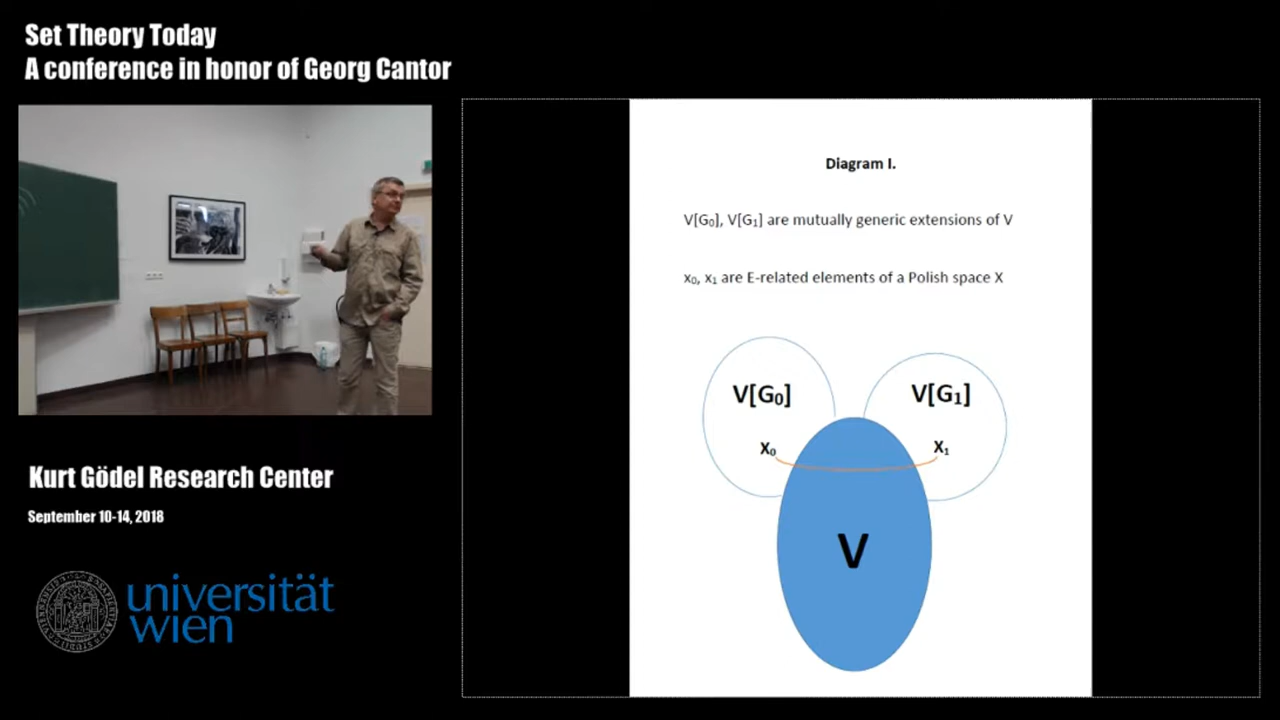 Set Theory Today
A conference in honor of Georg Cantor
Kurt Gödel Research Center
September 10-14, 2018
universität
wien
Diagram I.
V[G₀], V[G₁] are mutually generic extensions of V
x₀, x₁ are E-related elements of a Polish space X
V[G₀]
V[G₁]
X₀
X₁
V